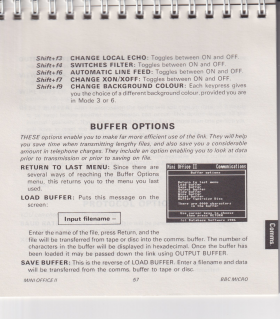 Shift+f3 CHANGE LOCAL ECHO: Toggles between ON and OFF.
Shift+f4 SWITCHES FILTER: Toggles between ON and OFF.
Shift+f6 AUTOMATIC LINE FEED: Toggles between ON and OFF
Shift+f7 CHANGE XON/XOFF: Toggles between ON and OFF.
Shift+f9 CHANGE BACKGROUND COLOUR: Each keypress gives
you the choice of a different background colour, provided you are
in Mode 3 or 6.
BUFFER OPTIONS
THESE options enable you to make far more efficient use of the link. They will help
you save time when transmitting lengthy files, and also save you a considerable
amount in telephone charges. They include an option enabling you to look at data
prior to transmission or prior to saving on file.
RETURN TO LAST MENU: Since there are
several ways of reaching the Buffer Options
menu, this returns you to the menu you last
used.
LOAD BUFFER: Puts this message on the
screen:
Input filename –
Mini Office II Communications
Buffer options
Enter the name of the file, press Return, and the
file will be transferred from tape or disc into the comms. buffer. The number of
characters in the buffer will be displayed in hexadecimal. Once the buffer has
been loaded it may be passed down the link using OUTPUT BUFFER.
SAVE BUFFER: This is the reverse of LOAD BUFFER. Enter a filename and data
will be transferred from the comms, buffer to tape or disc.
MINI OFFICE II 97 BBC MICRO
Comms